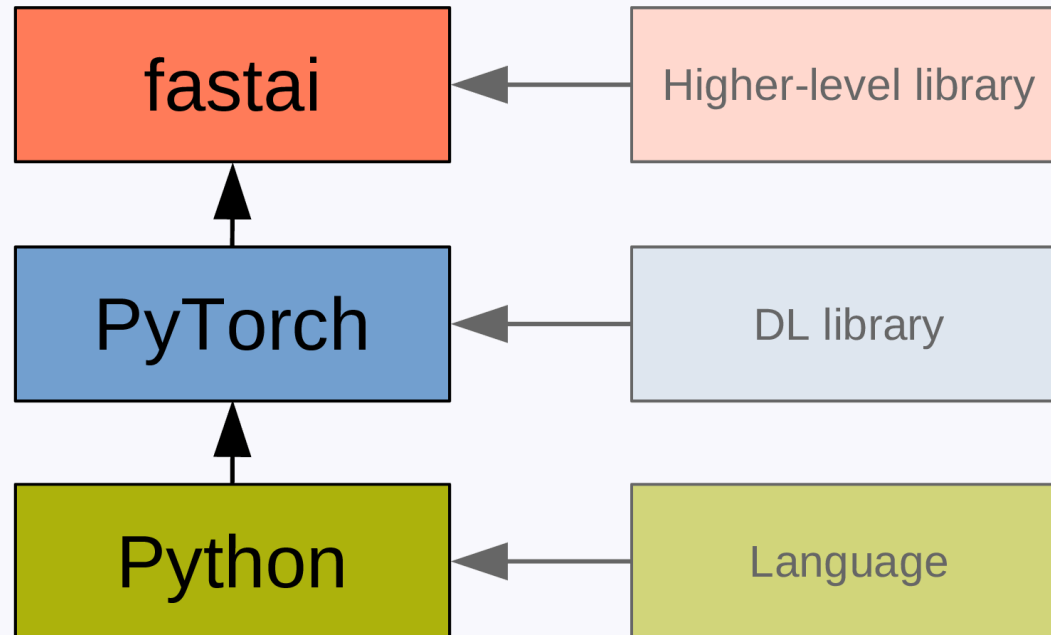 fastai
Higher-level library
PyTorch
DL library
Python
Language